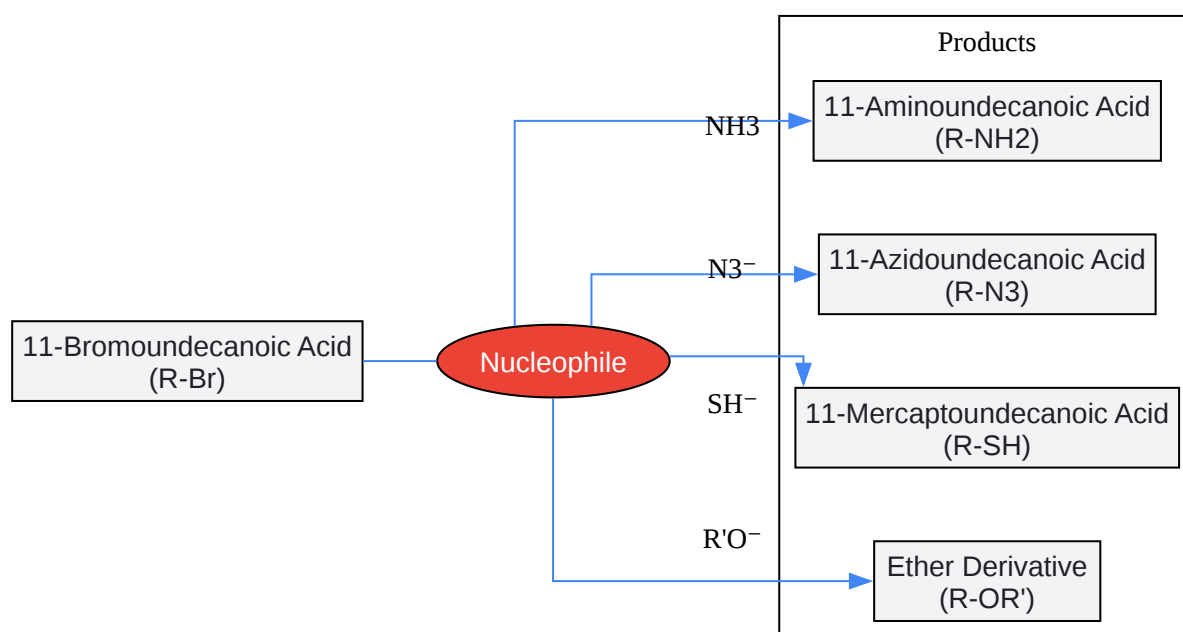 Products
NH3
11-Aminoundecanoic Acid
(R-NH2)
N3⁻
11-Azidoundecanoic Acid
(R-N3)
11-Bromoundecanoic Acid
(R-Br)
Nucleophile
SH⁻
11-Mercaptoundecanoic Acid
(R-SH)
R'O⁻
Ether Derivative
(R-OR')